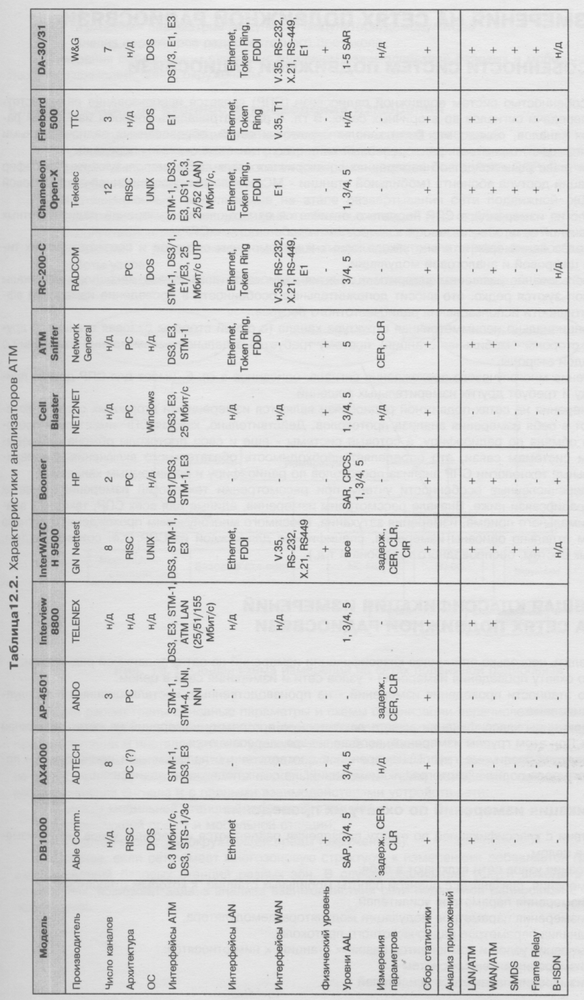 Таблица12.2. Характеристики анализаторов ATM
Модель DB1000 AX4000 AP-4501 Interview 8800 InterWATC H 9500 Boomer Cell Blaster ATM Sniffer RC-200-C Chameleon Open-X Fireberd 500 DA-30/31
Производитель Able Comm. ADTECH ANDO TELENEX GN Nettest HP NET2NET Network General RADCOM Tekelec TTC W&G
Число каналов н/д 8 3 н/д 8 2 н/д н/д 2 12 3 7
Архитектура RISC PC (?) PC н/д RISC PC PC PC PC RISC н/д н/д
ОС DOS - - н/д UNIX н/д Windows н/д DOS UNIX DOS DOS
Интерфейсы ATM 6.3 Мбит/с, DS3, STS-1/3c STM-1, DS3, E3 STM-1, STM-4, UNI, NNI DS3, E3, STM-1, ATM LAN (25/51/155 Мбит/с) DS3, STM-1, E3 DS1/DS3, STM-1, E3 DS3, E3, 25 Мбит/с DS3, E3, STM-1 STM-1, DS3/1, E1/E3, 25 Мбит/с UTP STM-1, DS3, E3, DS1, 6.3, 25/52 (LAN) Мбит/с, E1 DS1/3, E1, E3
Интерфейсы LAN Ethernet - - н/д Ethernet, FDDI - н/д Ethernet, Token Ring, FDDI Ethernet, Token Ring Ethernet, Token Ring Ethernet, Token Ring Ethernet, Token Ring, FDDI
Интерфейсы WAN - - - н/д V.35, RS-232, X.21, RS449 - н/д - V.35, RS-232, X.21, RS-449, E1 E1 V.35, T1 V.35, RS-232, X.21, RS-449, E1
Физический уровень + - - - - + + + - - - +
Уровни AAL SAP 3/4, 5 3/4, 5 - 1, 3/4, 5 все SAR, CPCS, 1, 3/4, 5 1, 3/4, 5 5 3/4, 5 3/4, 5 н/д 1 -5 SAR
Измерения параметров задерж., CER, CLR н/д задерж., CER, CLR - задерж., CER, CLR, CIR - н/д CER, CLR - - - н/д
Сбор статистики + - - + + + + + + + + +
Анализ приложений
LAN/ATM + - - + + + - + + + + +
WAN/ATM - - - - + + - + + + + +
SMDS - - - - - + - + + + - +
Frame Relay - - - - - + - + + + - +
B-ISDN - - - - - + - - н/д - - н/д